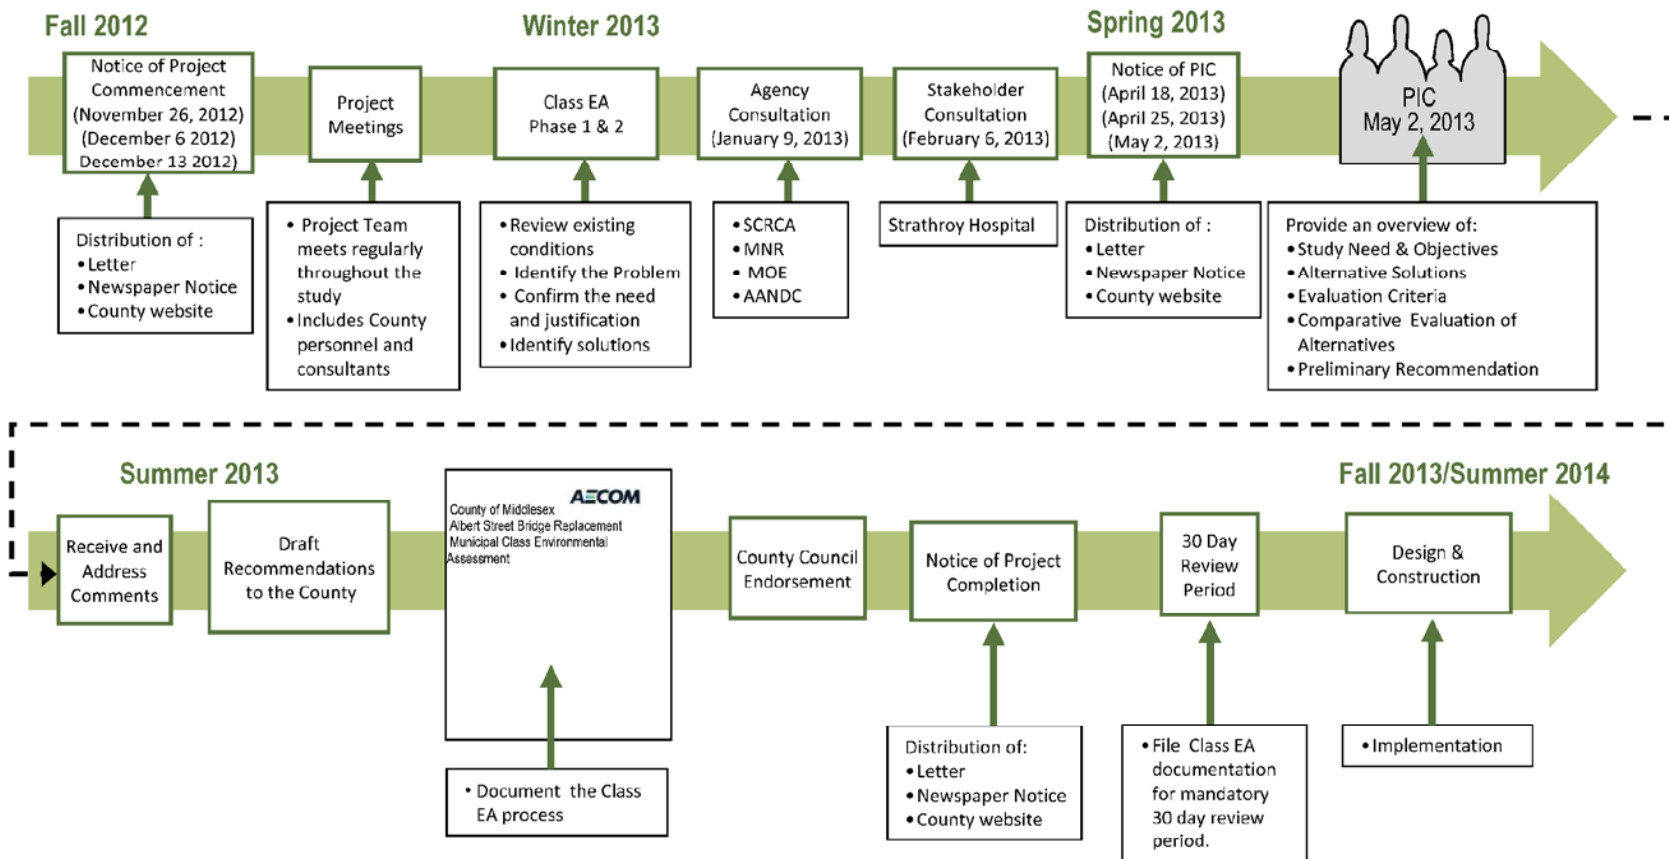 Fall 2012
Winter 2013
Spring 2013
Notice of Project
Commencement
(November 26, 2012)
(December 6 2012)
December 13 2012)
Project
Meetings
Class EA
Phase 1 & 2
Agency
Consultation
(January 9, 2013)
Stakeholder
Consultation
(February 6, 2013)
Notice of PIC
(April 18, 2013)
(April 25, 2013)
(May 2, 2013)
PIC
May 2, 2013
Distribution of :
• Letter
• Newspaper Notice
• County website
• Project Team
meets regularly
throughout the
study
• Includes County
personnel and
consultants
• Review existing
conditions
• Identify the Problem
• Confirm the need
and justification
• Identify solutions
• SCRCA
• MNR
• MOE
• AANDC
Strathroy Hospital
Distribution of :
• Letter
• Newspaper Notice
• County website
Provide an overview of:
• Study Need & Objectives
• Alternative Solutions
• Evaluation Criteria
• Comparative Evaluation of
Alternatives
• Preliminary Recommendation
Summer 2013
Fall 2013/Summer 2014
Receive and
Address
Comments
Draft
Recommendations
to the County
AECOM
County of Middlesex
Albert Street Bridge Replacement
Municipal Class Environmental
Assessment
County Council
Endorsement
Notice of Project
Completion
30 Day
Review
Period
Design &
Construction
• Document the Class
EA process
Distribution of:
• Letter
• Newspaper Notice
• County website
• File Class EA
documentation
for mandatory
30 day review
period.
• Implementation